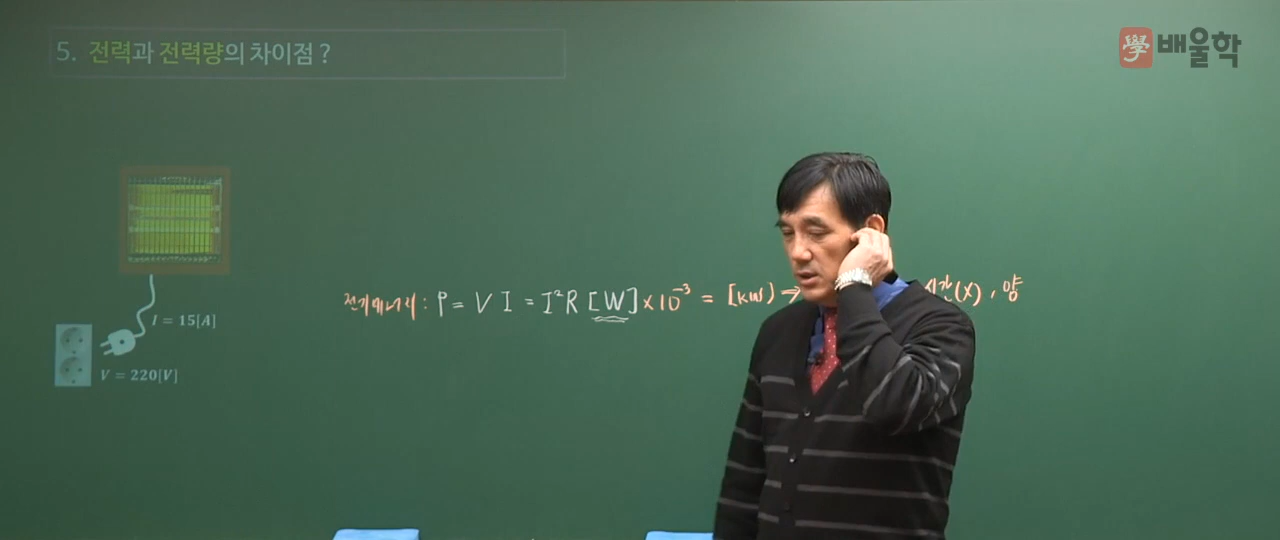 5. 전력과 전력량의 차이점 ?
學 배울학
전기에너지 : P = V I = I²R [W] ×10⁻³ = [kW) → 간(X), 양
I = 15[A]
V = 220[V]